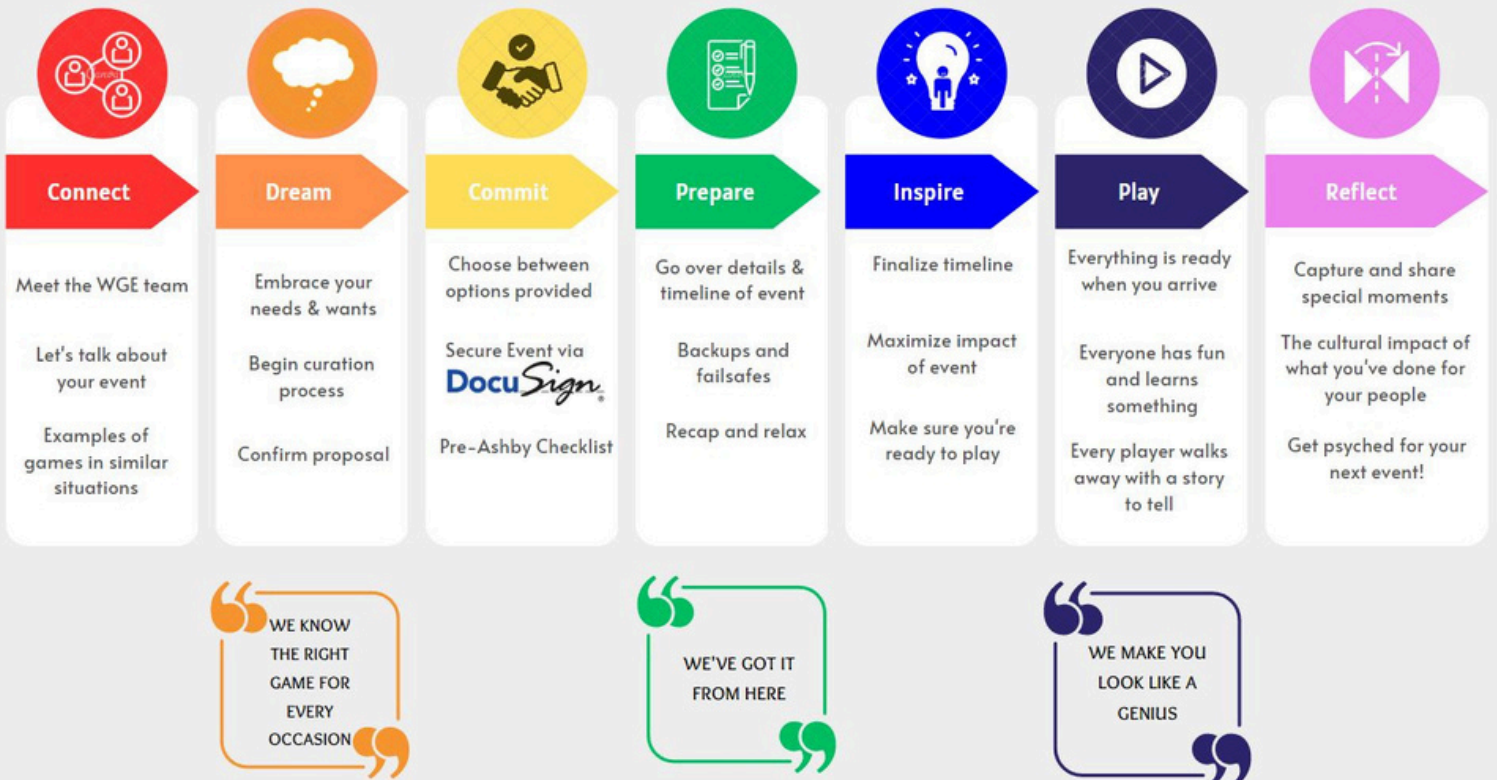 Connect
Meet the WGE team
Let's talk about
your event
Examples of
games in similar
situations
Dream
Embrace your
needs & wants
Begin curation
process
Confirm proposal
Commit
Choose between
options provided
Secure Event via
DocuSign®
Pre-Ashby Checklist
Prepare
Go over details &
timeline of event
Backups and
failsafes
Recap and relax
Inspire
Finalize timeline
Maximize impact
of event
Make sure you're
ready to play
Play
Everything is ready
when you arrive
Everyone has fun
and learns
something
Every player walks
away with a story
to tell
Reflect
Capture and share
special moments
The cultural impact of
what you've done for
your people
Get psyched for your
next event!
“WE KNOW
THE RIGHT
GAME FOR
EVERY
OCCASION”
“WE'VE GOT IT
FROM HERE”
“WE MAKE YOU
LOOK LIKE A
GENIUS”